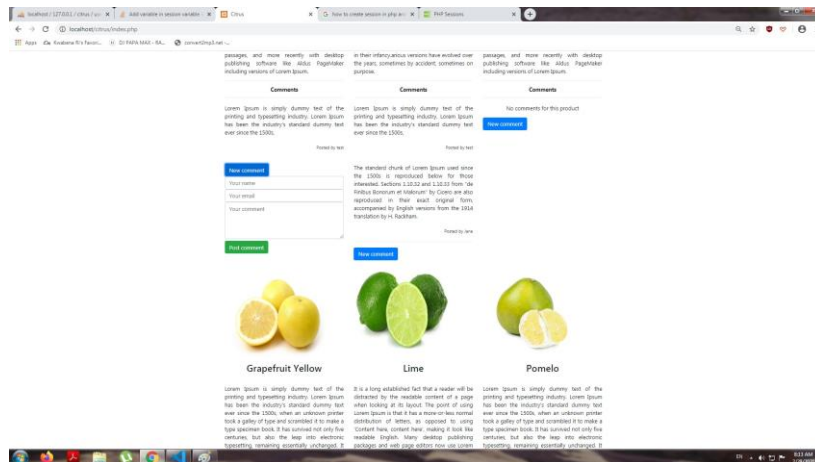 localhost / 127.0.0.1 / citrus / 
Add variable in session variable
Citrus
how to create session in php
PHP Sessions
localhost/citrus/index.php
Apps
DJ PAPA MAX - RA...
convert2mp3.net -...
passages, and more recently with desktop
publishing software like Aldus PageMaker
including versions of Lorem Ipsum.
Comments
Lorem Ipsum is simply dummy text of the
printing and typesetting industry. Lorem Ipsum
has been the industry's standard dummy text
ever since the 1500s,
Posted by test
New comment
Your name
Your email
Your comment
Post comment
in their infancy.various versions have evolved over
the years, sometimes by accident, sometimes on
purpose.
Comments
Lorem Ipsum is simply dummy text of the
printing and typesetting industry. Lorem Ipsum
has been the industry's standard dummy text
ever since the 1500s,
Posted by test
The standard chunk of Lorem Ipsum used since
the 1500s is reproduced below for those
interested. Sections 1.10.32 and 1.10.33 from "de
Finibus Bonorum et Malorum" by Cicero are also
reproduced in their exact original form,
accompanied by English versions from the 1914
translation by H. Rackham.
Posted by Jane
New comment
passages, and more recently with desktop
publishing software like Aldus PageMaker
including versions of Lorem Ipsum.
Comments
No comments for this product
New comment
Grapefruit Yellow
Lorem Ipsum is simply dummy text of the
printing and typesetting industry. Lorem Ipsum
has been the industry's standard dummy text
ever since the 1500s, when an unknown printer
took a galley of type and scrambled it to make a
type specimen book. It has survived not only five
centuries, but also the leap into electronic
typesetting, remaining essentially unchanged. It
Lime
It is a long established fact that a reader will be
distracted by the readable content of a page
when looking at its layout. The point of using
Lorem Ipsum is that it has a more-or-less normal
distribution of letters, as opposed to using
'Content here, content here', making it look like
readable English. Many desktop publishing
packages and web page editors now use Lorem
Pomelo
Lorem Ipsum is simply dummy text of the
printing and typesetting industry. Lorem Ipsum
has been the industry's standard dummy text
ever since the 1500s, when an unknown printer
took a galley of type and scrambled it to make a
type specimen book. It has survived not only five
centuries, but also the leap into electronic
typesetting, remaining essentially unchanged. It
EN
8:13 AM